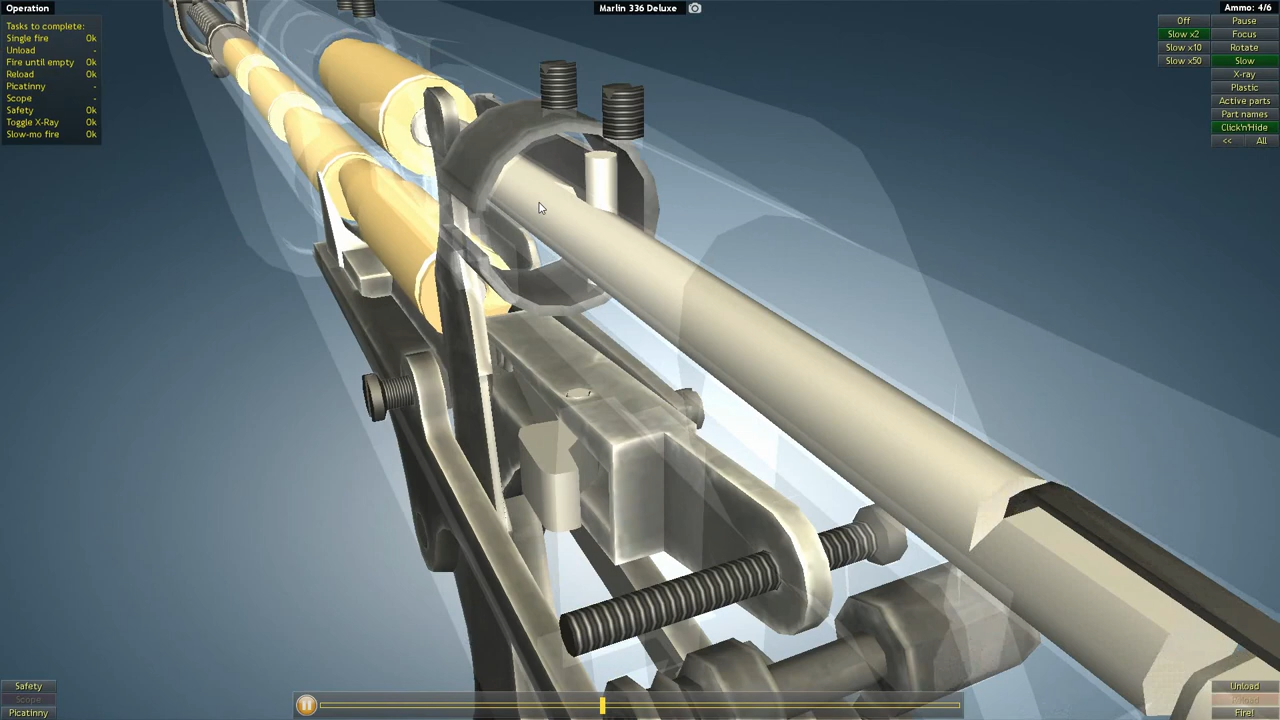 Operation
Marlin 336 Deluxe
Ammo: 4/6
Tasks to complete:
Single fire Ok
Unload -
Fire until empty Ok
Reload Ok
Picatinny -
Scope -
Safety Ok
Toggle X-Ray Ok
Slow-mo fire Ok
Off Pause
Slow x2 Focus
Slow x10 Rotate
Slow x50 Slow
X-ray
Plastic
Active parts
Part names
Click'n'Hide
<< All
Safety
Scope
Picatinny
Unload
Fire!